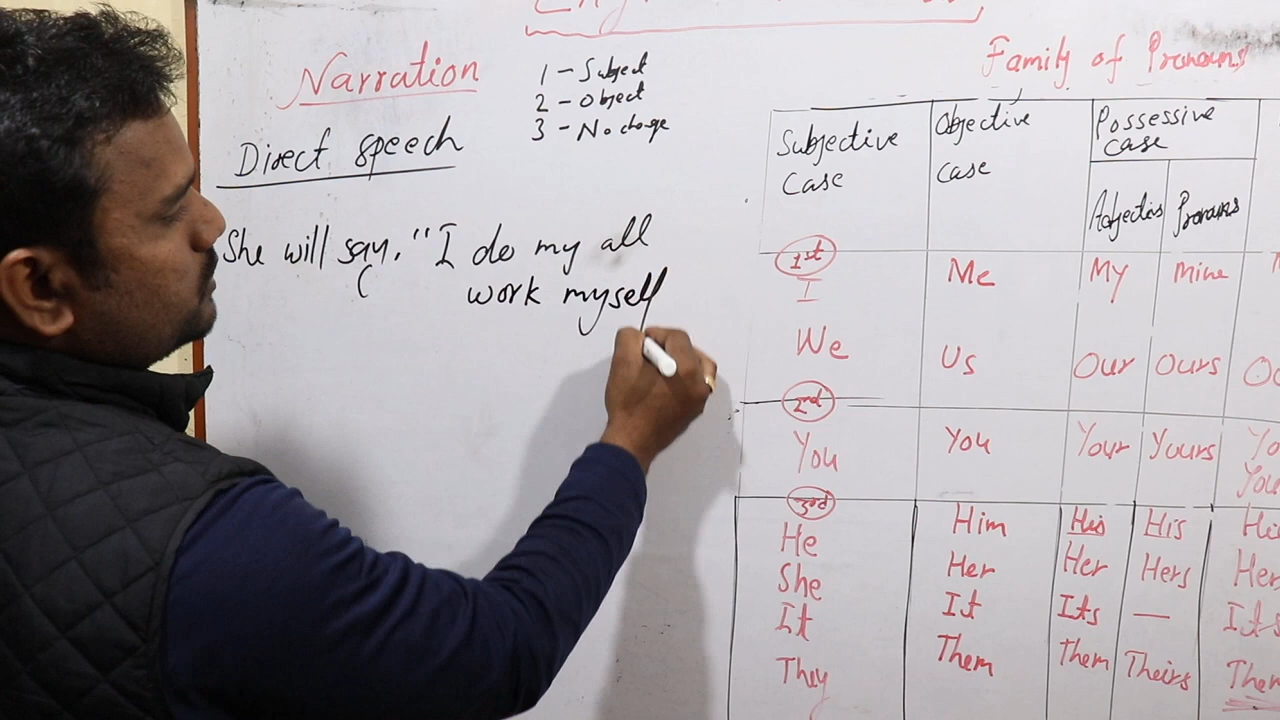 Narration
1 - Subject
2 - Object
3 - No change
Direct speech
She will say, "I do my all
work myself
Family of Pronouns
Subjective Case
Objective Case
Possessive Case
Adjectives Pronouns
1st
I Me My Mine
We Us Our Ours
2nd
You You Your Yours
3rd
He Him His His
She Her Her Hers
It It Its —
They Them Them Theirs